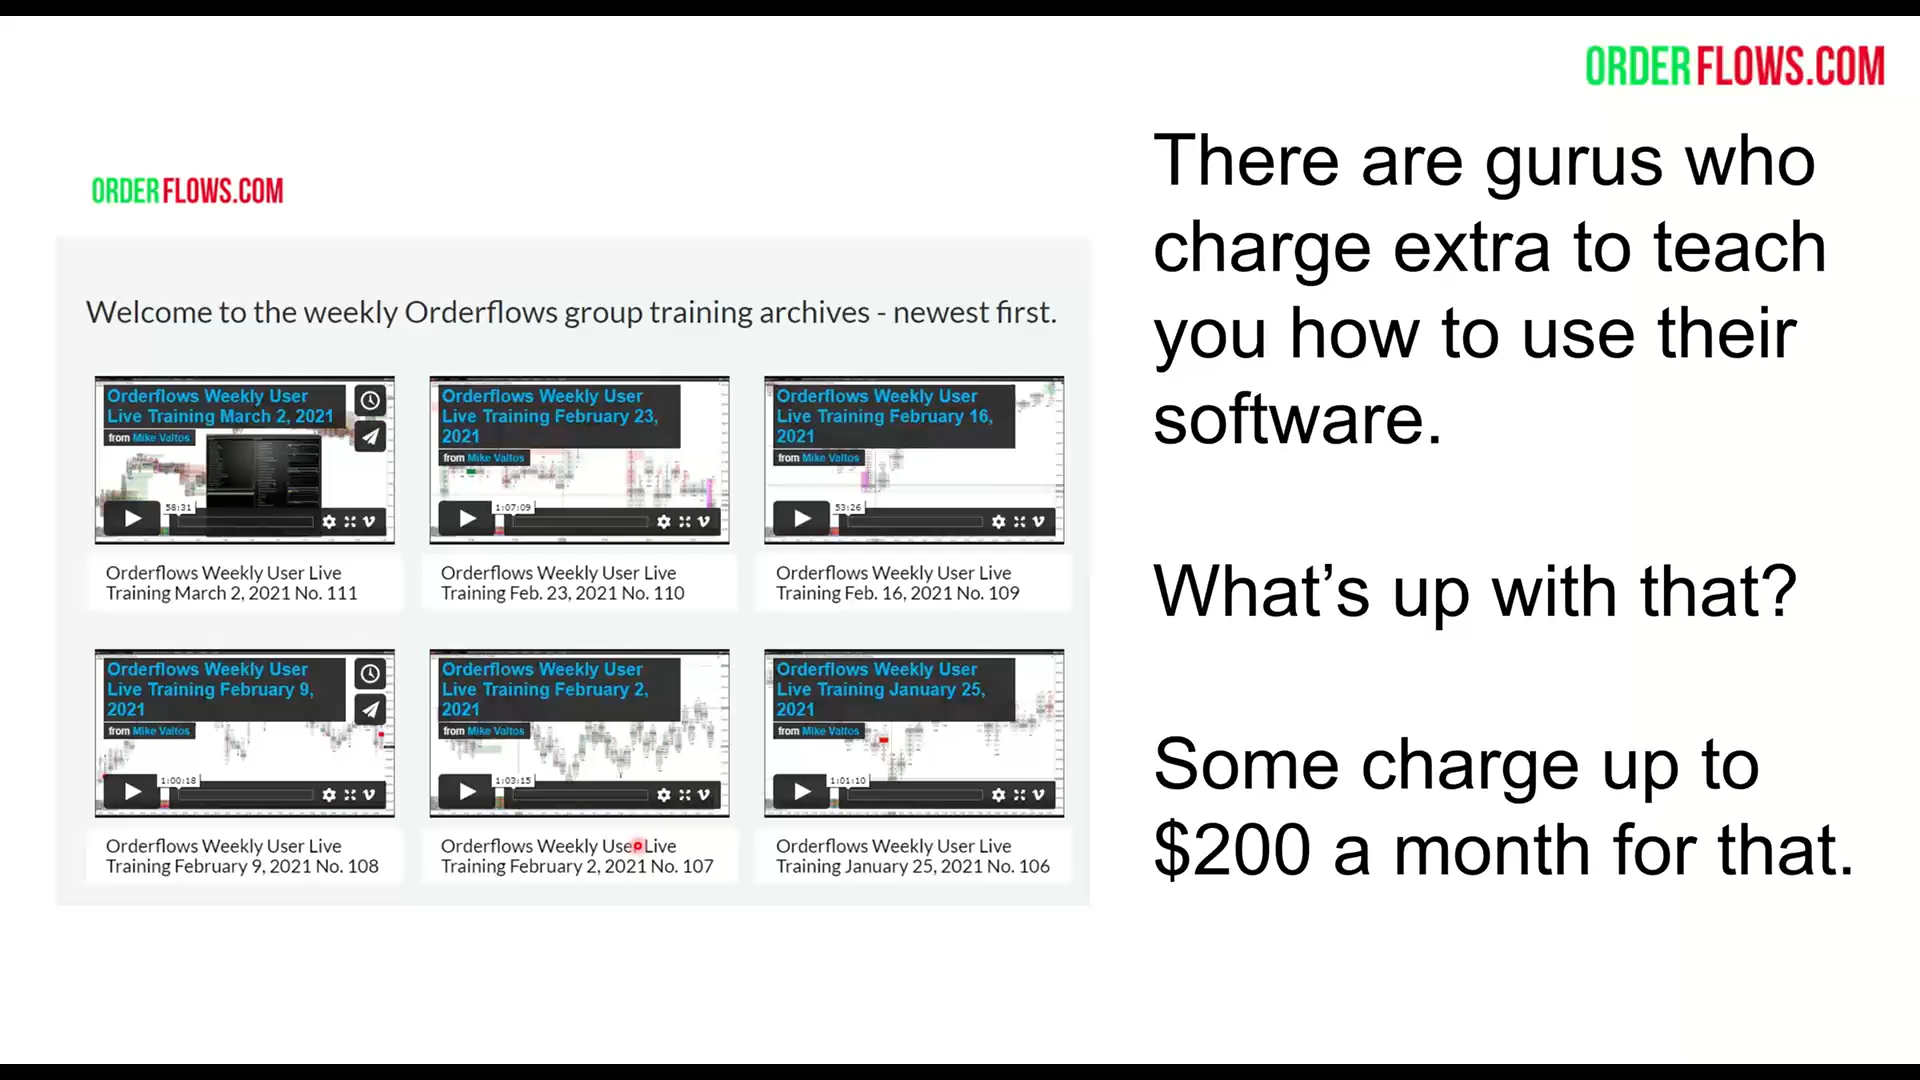 ORDERFLOWS.COM
ORDERFLOWS.COM
Welcome to the weekly Orderflows group training archives - newest first.
Orderflows Weekly User
Live Training March 2, 2021
from Mike Valtos
58:31
Orderflows Weekly User Live
Training March 2, 2021 No. 111
Orderflows Weekly User
Live Training February 23,
2021
from Mike Valtos
1:07:09
Orderflows Weekly User Live
Training Feb. 23, 2021 No. 110
Orderflows Weekly User
Live Training February 16,
2021
from Mike Valtos
53:26
Orderflows Weekly User Live
Training Feb. 16, 2021 No. 109
Orderflows Weekly User
Live Training February 9,
2021
from Mike Valtos
1:00:18
Orderflows Weekly User Live
Training February 9, 2021 No. 108
Orderflows Weekly User
Live Training February 2,
2021
from Mike Valtos
1:03:15
Orderflows Weekly User Live
Training February 2, 2021 No. 107
Orderflows Weekly User
Live Training January 25,
2021
from Mike Valtos
1:01:10
Orderflows Weekly User Live
Training January 25, 2021 No. 106
There are gurus who
charge extra to teach
you how to use their
software.
What’s up with that?
Some charge up to
$200 a month for that.